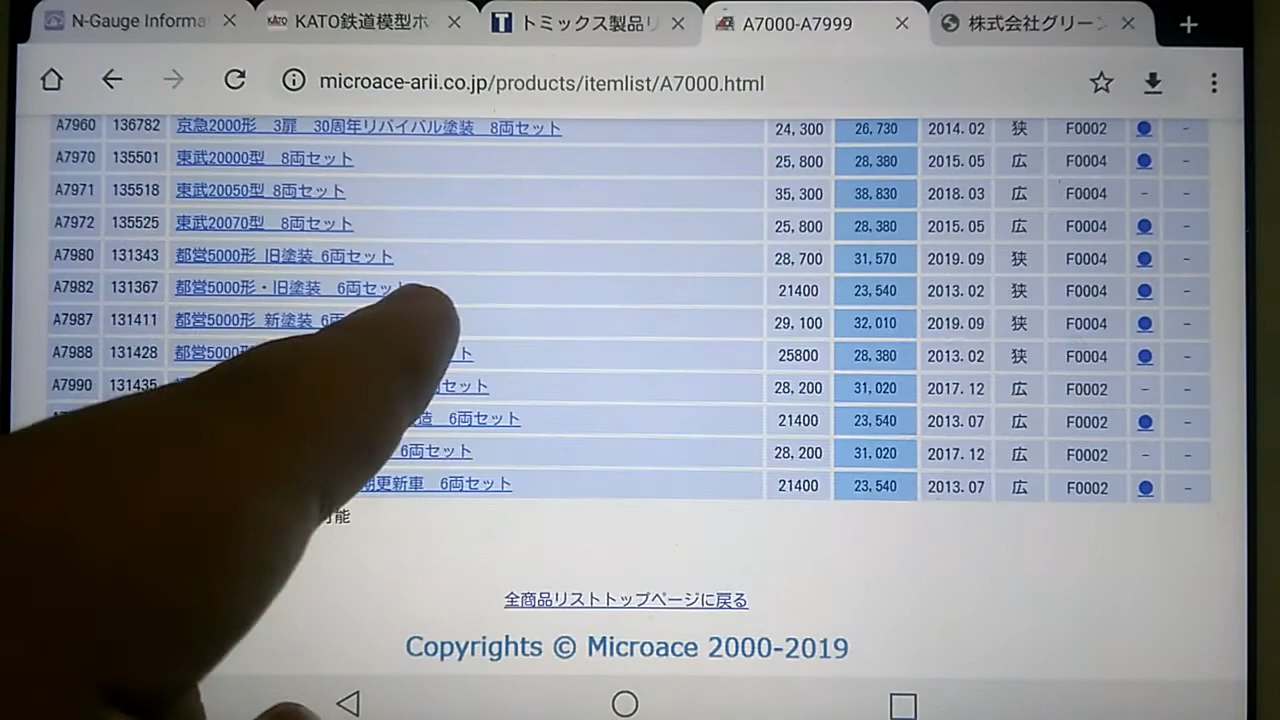 N-Gauge Informa
KATO鉄道模型ホ
トミックス製品リ
A7000-A7999
株式会社グリーン
microace-arii.co.jp/products/itemlist/A7000.html
A7960 136782 京急2000形 3扉 30周年リバイバル塗装 8両セット 24,300 26,730 2014.02 狭 F0002 ● -
A7970 135501 東武20000型 8両セット 25,800 28,380 2015.05 広 F0004 ● -
A7971 135518 東武20050型 8両セット 35,300 38,830 2018.03 広 F0004 - -
A7972 135525 東武20070型 8両セット 25,800 28,380 2015.05 広 F0004 ● -
A7980 131343 都営5000形 旧塗装 6両セット 28,700 31,570 2019.09 狭 F0004 ● -
A7982 131367 都営5000形・旧塗装 6両セット 21400 23,540 2013.02 狭 F0004 ● -
A7987 131411 都営5000形 新塗装 6両 29,100 32,010 2019.09 狭 F0004 ● -
A7988 131428 都営5000 ト 25800 28,380 2013.02 狭 F0004 ● -
A7990 131435 両セット 28,200 31,020 2017.12 広 F0002 - -
造 6両セット 21400 23,540 2013.07 広 F0002 ● -
6両セット 28,200 31,020 2017.12 広 F0002 - -
期更新車 6両セット 21400 23,540 2013.07 広 F0002 ● -
可能
全商品リストトップページに戻る
Copyrights © Microace 2000-2019